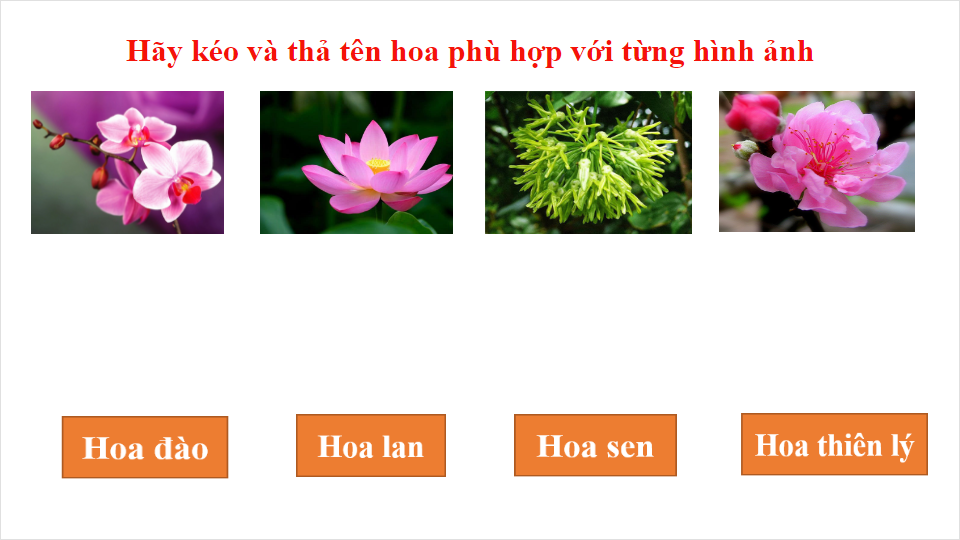 Hãy kéo và thả tên hoa phù hợp với từng hình ảnh
Hoa đào
Hoa lan
Hoa sen
Hoa thiên lý